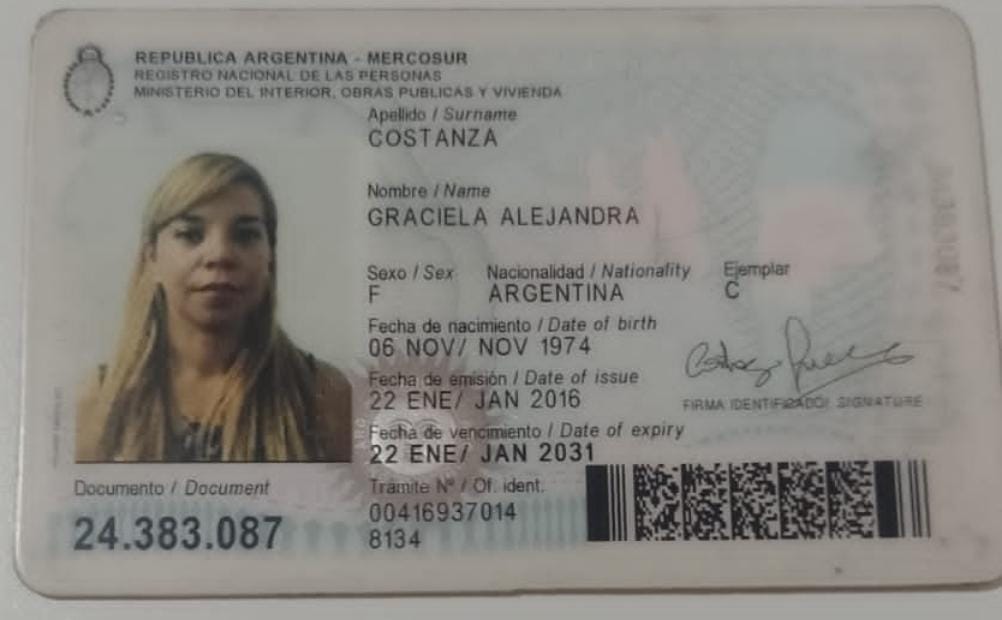 REPUBLICA ARGENTINA - MERCOSUR
REGISTRO NACIONAL DE LAS PERSONAS
MINISTERIO DEL INTERIOR, OBRAS PUBLICAS Y VIVIENDA
Apellido / Surname
COSTANZA
Nombre / Name
GRACIELA ALEJANDRA
Sexo / Sex Nacionalidad / Nationality Ejemplar
F ARGENTINA C
Fecha de nacimiento / Date of birth
06 NOV/ NOV 1974
Fecha de emisión / Date of issue
22 ENE/ JAN 2016
FIRMA IDENTIFICADO/ SIGNATURE
Fecha de vencimiento / Date of expiry
22 ENE/ JAN 2031
Documento / Document
24.383.087
Trámite Nº / Of. ident.
00416937014
8134